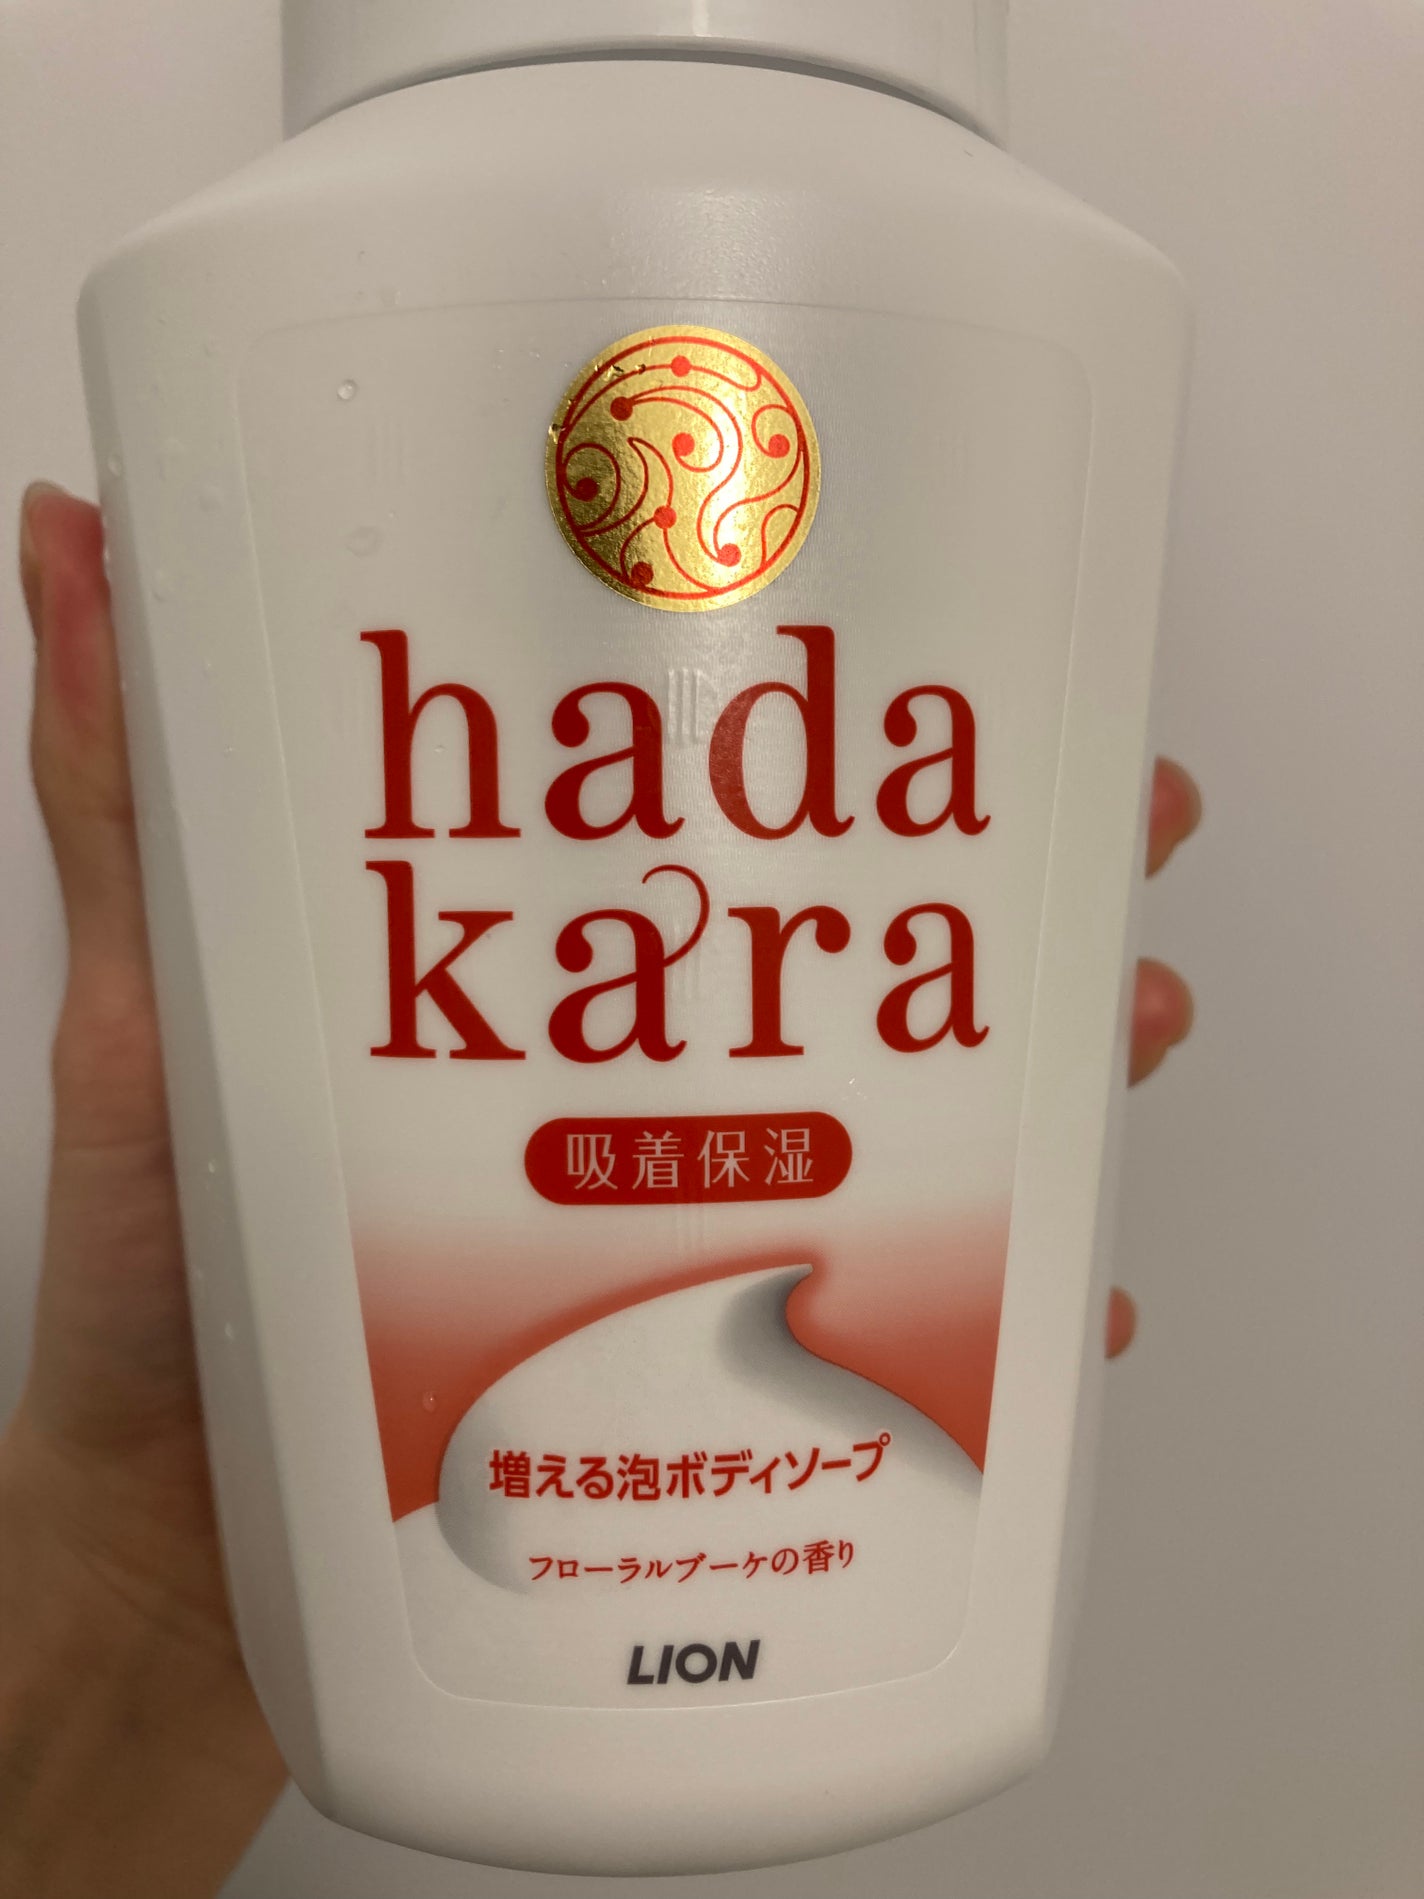 hada
kara
吸着保湿
増える泡ボディソープ
フローラルブーケの香り
LION